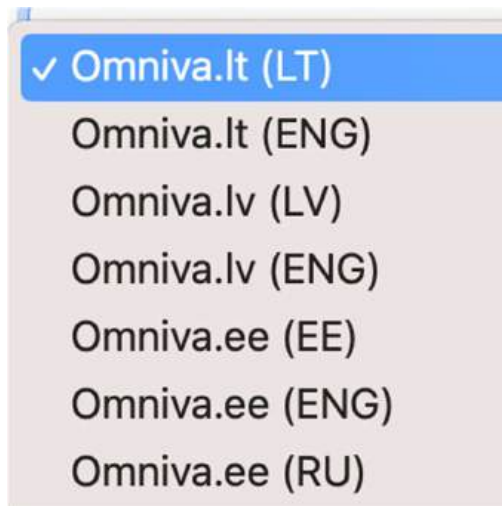 ✓ Omniva.lt (LT)
Omniva.lt (ENG)
Omniva.lv (LV)
Omniva.lv (ENG)
Omniva.ee (EE)
Omniva.ee (ENG)
Omniva.ee (RU)